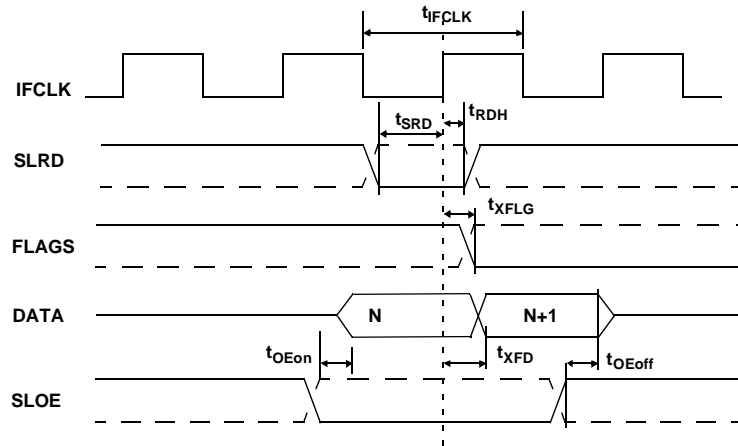 tIFCLK
IFCLK
tSRD
tRDH
SLRD
tXFLG
FLAGS
DATA
N
N+1
tOEon
tXFD
tOEoff
SLOE